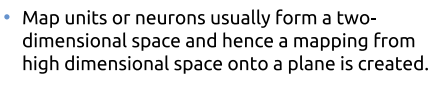 • Map units or neurons usually form a two-
dimensional space and hence a mapping from
high dimensional space onto a plane is created.